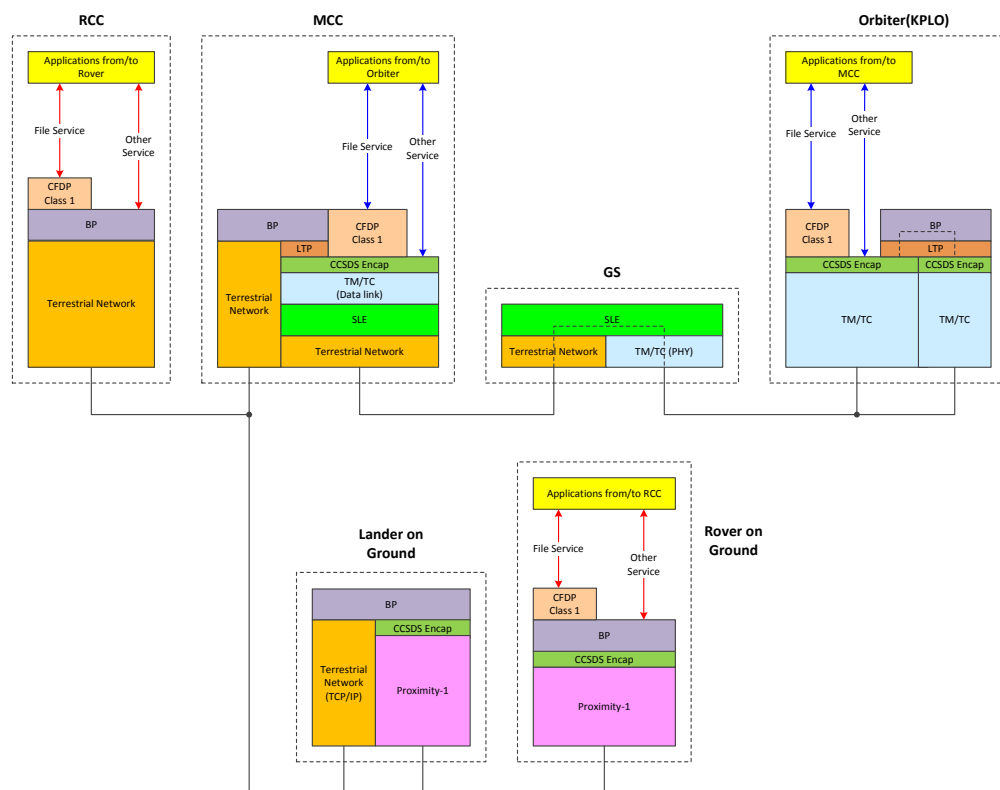 RCC
Applications from/to
Rover
File Service
Other
Service
CFDP
Class 1
BP
Terrestrial Network
MCC
Applications from/to
Orbiter
File Service
Other
Service
BP
CFDP
Class 1
LTP
CCSDS Encap
Terrestrial
Network
TM/TC
(Data link)
SLE
Terrestrial Network
GS
SLE
Terrestrial Network
TM/TC (PHY)
Orbiter(KPLO)
Applications from/to
MCC
File Service
Other
Service
CFDP
Class 1
BP
LTP
CCSDS Encap
CCSDS Encap
TM/TC
TM/TC
Lander on
Ground
BP
CCSDS Encap
Terrestrial
Network
(TCP/IP)
Proximity-1
Rover on
Ground
Applications from/to RCC
File Service
Other
Service
CFDP
Class 1
BP
CCSDS Encap
Proximity-1